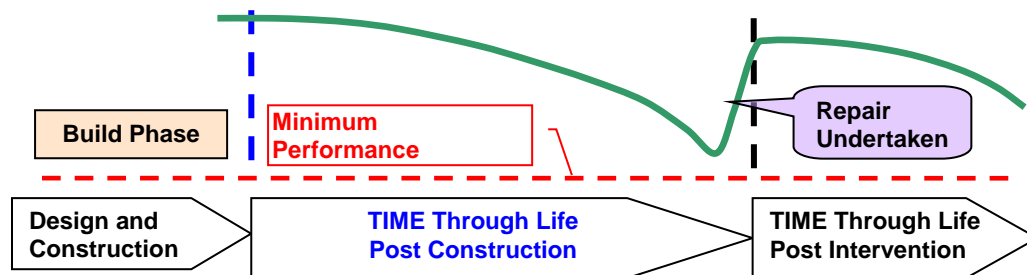 Build Phase
Minimum
Performance
Repair
Undertaken
Design and
Construction
TIME Through Life
Post Construction
TIME Through Life
Post Intervention